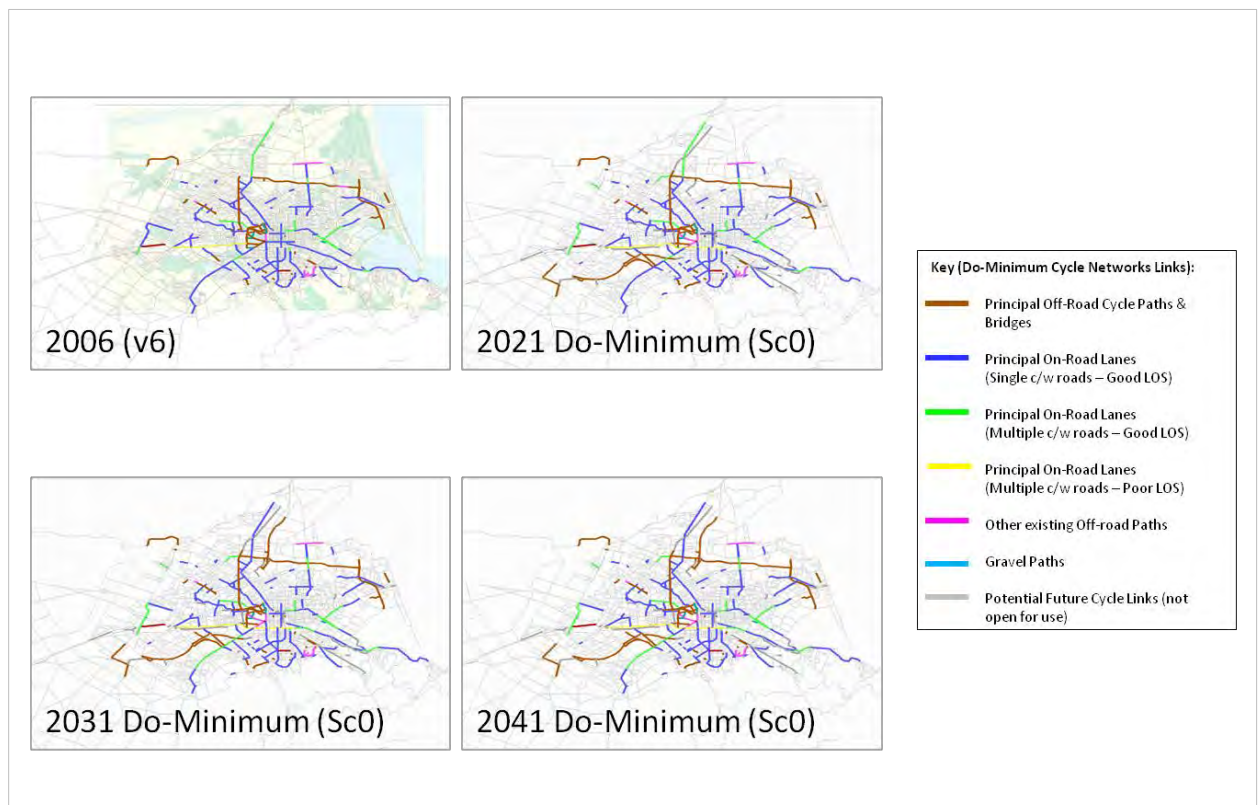 2006 (v6)
2021 Do-Minimum (Sc0)
2031 Do-Minimum (Sc0)
2041 Do-Minimum (Sc0)
Key (Do-Minimum Cycle Networks Links):
Principal Off-Road Cycle Paths &
Bridges
Principal On-Road Lanes
(Single c/w roads – Good LOS)
Principal On-Road Lanes
(Multiple c/w roads – Good LOS)
Principal On-Road Lanes
(Multiple c/w roads – Poor LOS)
Other existing Off-road Paths
Gravel Paths
Potential Future Cycle Links (not
open for use)